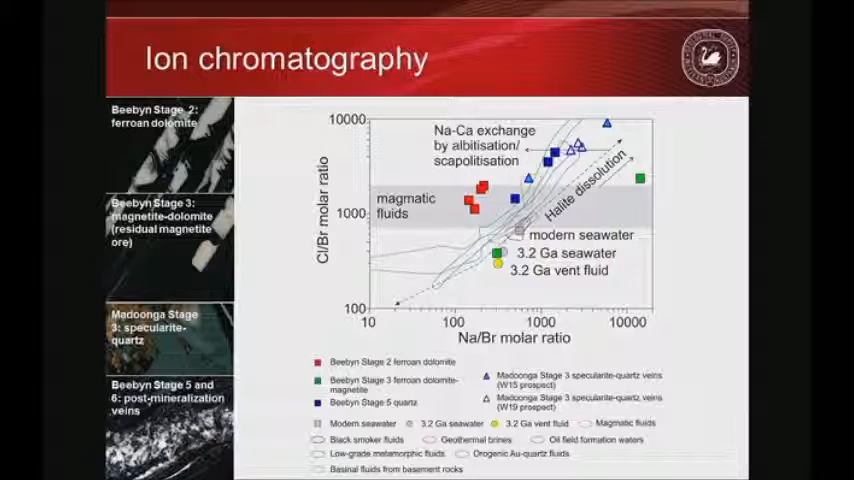 Ion chromatography
Beebyn Stage 2:
ferroan dolomite
Beebyn Stage 3:
magnetite-dolomite
(residual magnetite
ore)
Madoonga Stage
3: specularite-
quartz
Beebyn Stage 5 and
6: post-mineralization
veins
Cl/Br molar ratio
10000
1000
100
Na-Ca exchange
by albitisation/
scapolitisation
magmatic
fluids
Halite dissolution
modern seawater
3.2 Ga seawater
3.2 Ga vent fluid
10
100
1000
10000
Na/Br molar ratio
Beebyn Stage 2 ferroan dolomite
Beebyn Stage 3 ferroan dolomite-
magnetite
Beebyn Stage 5 quartz
Madoonga Stage 3 specularite-quartz veins
(W15 prospect)
Madoonga Stage 3 specularite-quartz veins
(W19 prospect)
Modern seawater 3.2 Ga seawater 3.2 Ga vent fluid Magmatic fluids
Black smoker fluids Geothermal brines Oil field formation waters
Low-grade metamorphic fluids Orogenic Au-quartz fluids
Basinal fluids from basement rocks